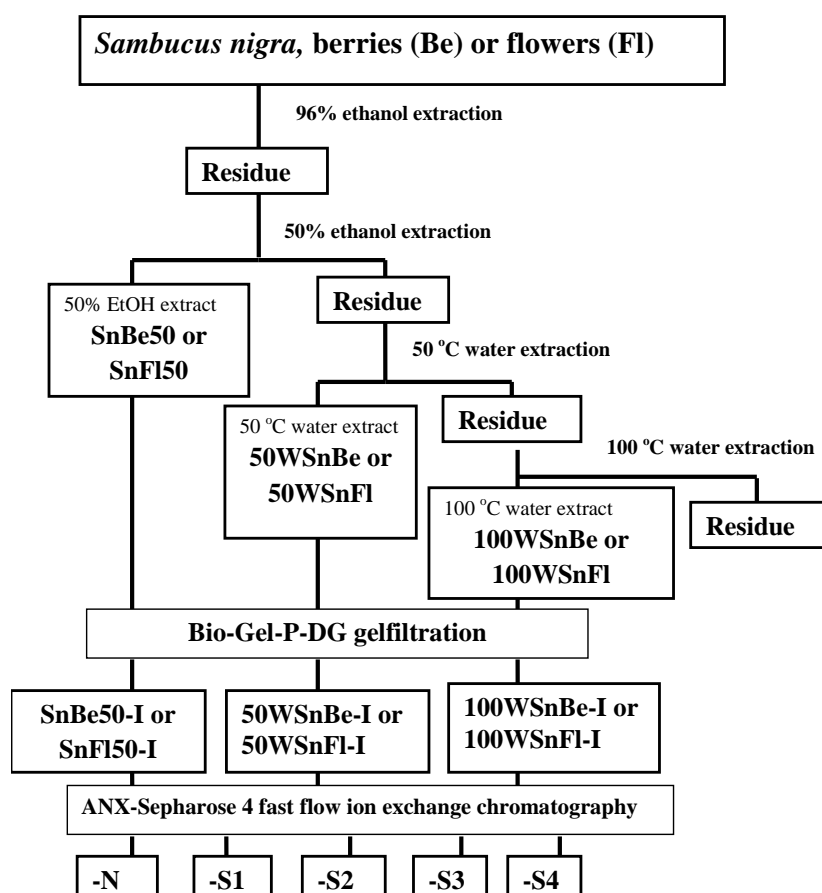 Sambucus nigra, berries (Be) or flowers (Fl)
96% ethanol extraction
Residue
50% ethanol extraction
50% EtOH extract
SnBe50 or
SnFl50
Residue
50 °C water extraction
50 °C water extract
50WSnBe or
50WSnFl
Residue
100 °C water extraction
100 °C water extract
100WSnBe or
100WSnFl
Residue
Bio-Gel-P-DG gelfiltration
SnBe50-I or
SnFl50-I
50WSnBe-I or
50WSnFl-I
100WSnBe-I or
100WSnFl-I
ANX-Sepharose 4 fast flow ion exchange chromatography
-N
-S1
-S2
-S3
-S4